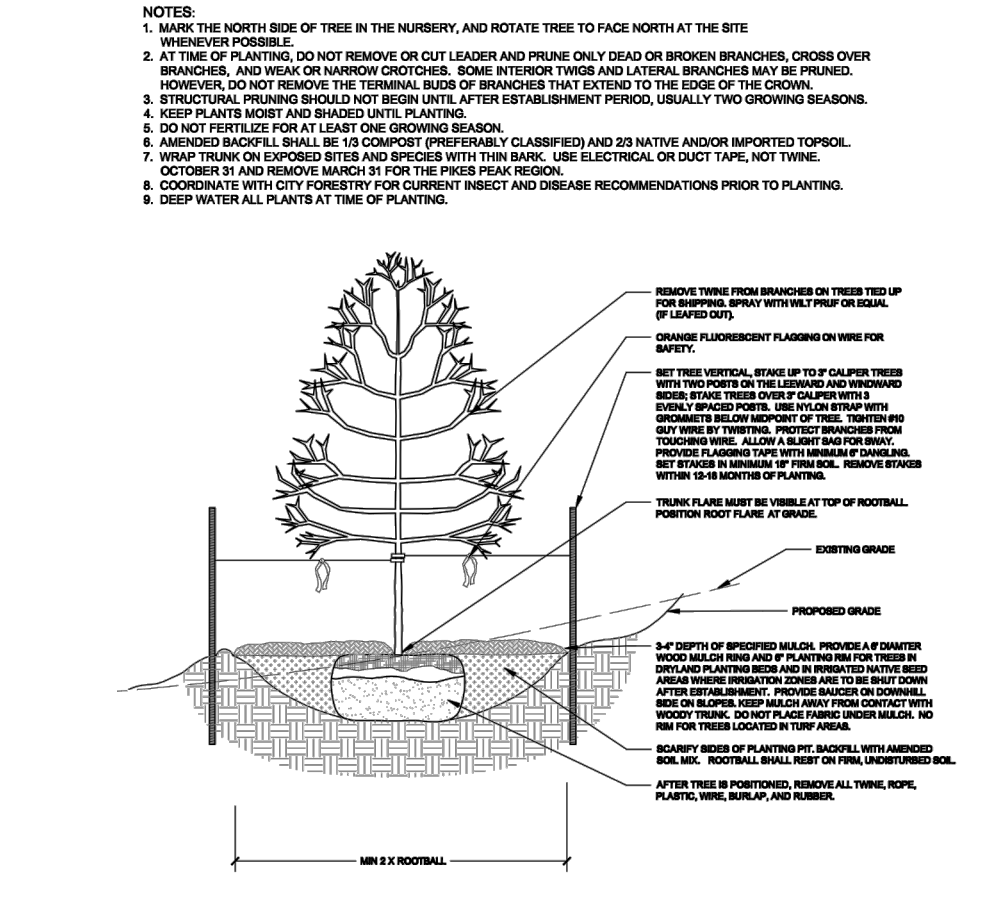 NOTES:
1. MARK THE NORTH SIDE OF TREE IN THE NURSERY, AND ROTATE TREE TO FACE NORTH AT THE SITE
WHENEVER POSSIBLE.
2. AT TIME OF PLANTING, DO NOT REMOVE OR CUT LEADER AND PRUNE ONLY DEAD OR BROKEN BRANCHES, CROSS OVER
BRANCHES, AND WEAK OR NARROW CROTCHES. SOME INTERIOR TWIGS AND LATERAL BRANCHES MAY BE PRUNED.
HOWEVER, DO NOT REMOVE THE TERMINAL BUDS OF BRANCHES THAT EXTEND TO THE EDGE OF THE CROWN.
3. STRUCTURAL PRUNING SHOULD NOT BEGIN UNTIL AFTER ESTABLISHMENT PERIOD, USUALLY TWO GROWING SEASONS.
4. KEEP PLANTS MOIST AND SHADED UNTIL PLANTING.
5. DO NOT FERTILIZE FOR AT LEAST ONE GROWING SEASON.
6. AMENDED BACKFILL SHALL BE 1/3 COMPOST (PREFERABLY CLASSIFIED) AND 2/3 NATIVE AND/OR IMPORTED TOPSOIL.
7. WRAP TRUNK ON EXPOSED SITES AND SPECIES WITH THIN BARK. USE ELECTRICAL OR DUCT TAPE, NOT TWINE.
OCTOBER 31 AND REMOVE MARCH 31 FOR THE PIKES PEAK REGION.
8. COORDINATE WITH CITY FORESTRY FOR CURRENT INSECT AND DISEASE RECOMMENDATIONS PRIOR TO PLANTING.
9. DEEP WATER ALL PLANTS AT TIME OF PLANTING.
REMOVE TWINE FROM BRANCHES ON TREES TIED UP
FOR SHIPPING. SPRAY WITH WILT PRUF OR EQUAL
(IF LEAFED OUT).
ORANGE FLUORESCENT FLAGGING ON WIRE FOR
SAFETY.
SET TREE VERTICAL, STAKE UP TO 3" CALIPER TREES
WITH TWO POSTS ON THE LEEWARD AND WINDWARD
SIDES; STAKE TREES OVER 3" CALIPER WITH 3
EVENLY SPACED POSTS. USE NYLON STRAP WITH
GROMMETS BELOW MIDPOINT OF TREE. TIGHTEN #10
GUY WIRE BY TWISTING. PROTECT BRANCHES FROM
TOUCHING WIRE. ALLOW A SLIGHT SAG FOR SWAY.
PROVIDE FLAGGING TAPE WITH MINIMUM 6" DANGLING.
SET STAKES IN MINIMUM 18" FIRM SOIL. REMOVE STAKES
WITHIN 12-18 MONTHS OF PLANTING.
TRUNK FLARE MUST BE VISIBLE AT TOP OF ROOTBALL
POSITION ROOT FLARE AT GRADE.
EXISTING GRADE
PROPOSED GRADE
3-4" DEPTH OF SPECIFIED MULCH. PROVIDE A 6' DIAMTER
WOOD MULCH RING AND 6" PLANTING RIM FOR TREES IN
DRYLAND PLANTING BEDS AND IN IRRIGATED NATIVE SEED
AREAS WHERE IRRIGATION ZONES ARE TO BE SHUT DOWN
AFTER ESTABLISHMENT. PROVIDE SAUCER ON DOWNHILL
SIDE ON SLOPES. KEEP MULCH AWAY FROM CONTACT WITH
WOODY TRUNK. DO NOT PLACE FABRIC UNDER MULCH. NO
RIM FOR TREES LOCATED IN TURF AREAS.
SCARIFY SIDES OF PLANTING PIT. BACKFILL WITH AMENDED
SOIL MIX. ROOTBALL SHALL REST ON FIRM, UNDISTURBED SOIL.
AFTER TREE IS POSITIONED, REMOVE ALL TWINE, ROPE,
PLASTIC, WIRE, BURLAP, AND RUBBER.
MIN 2 X ROOTBALL